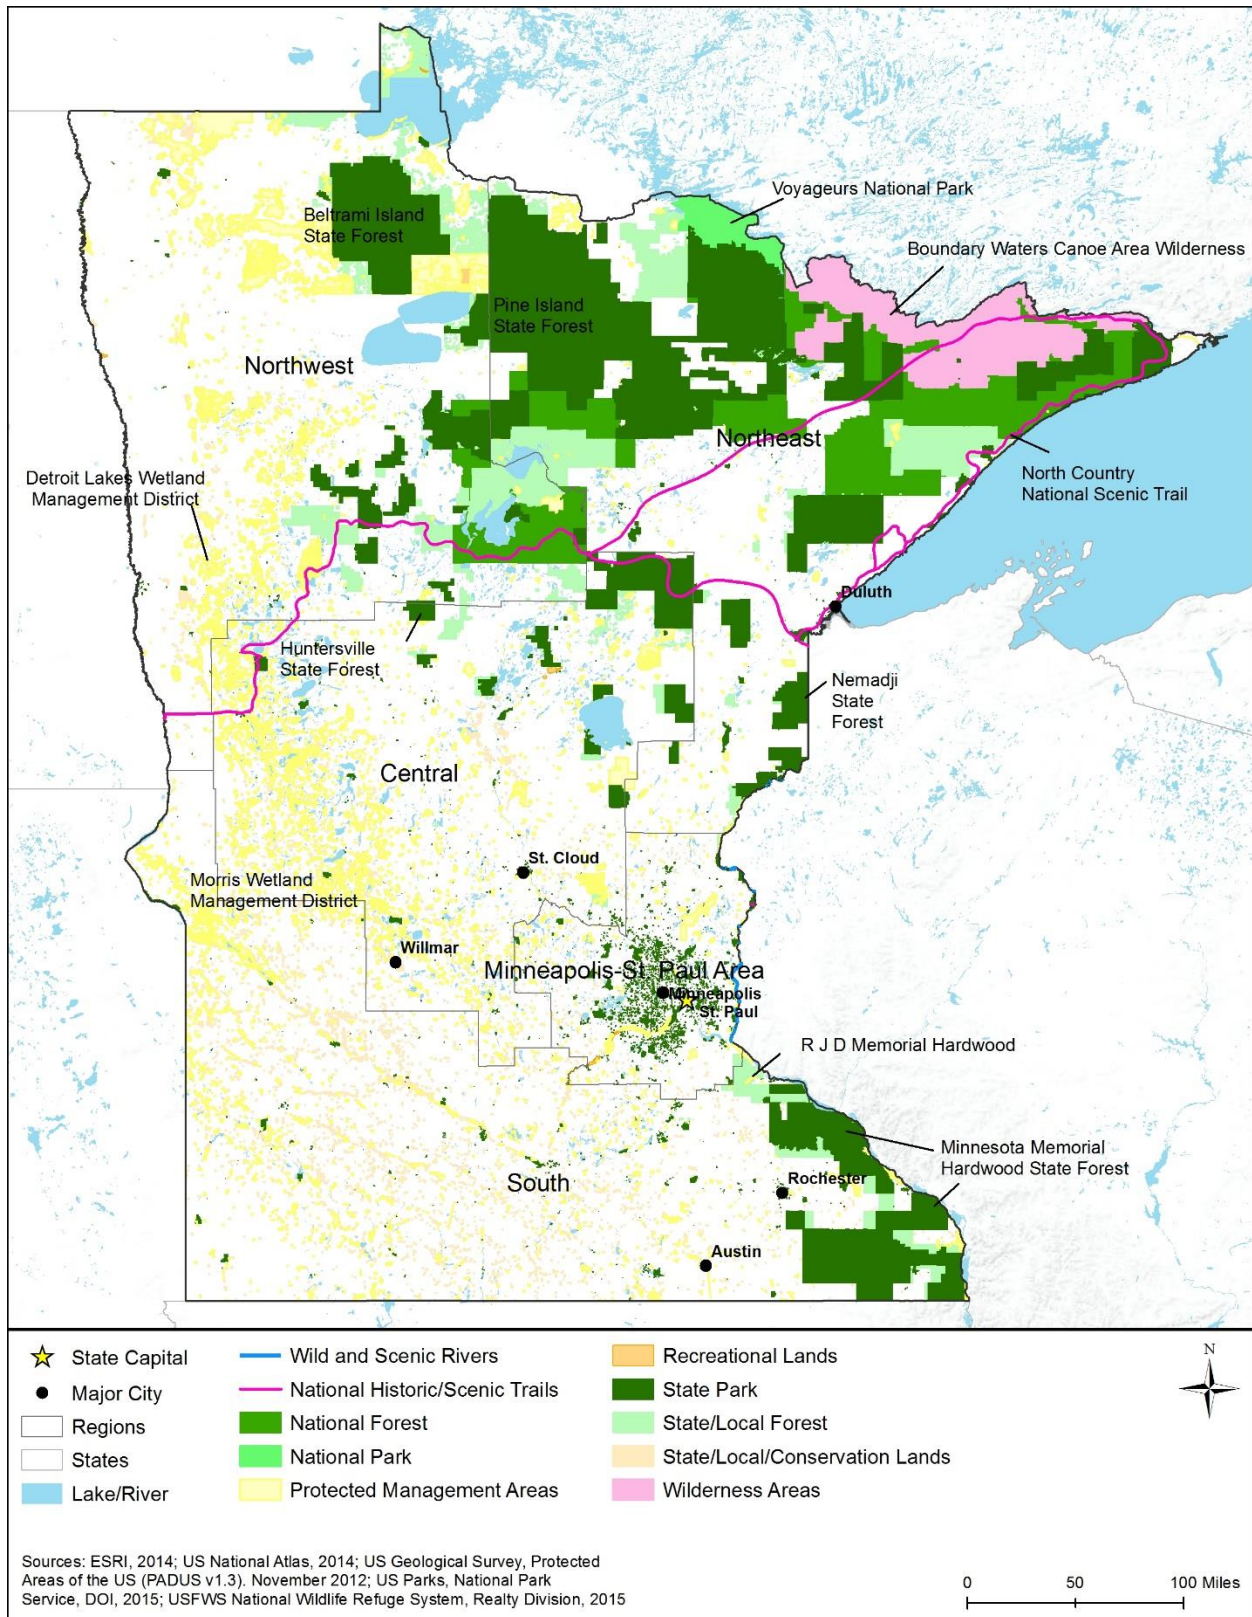 Voyageurs National Park
Beltrami Island
State Forest
Boundary Waters Canoe Area Wilderness
Pine Island
State Forest
Northwest
Northeast
Detroit Lakes Wetland
Management District
North Country
National Scenic Trail
Duluth
Huntersville
State Forest
Nemadji
State
Forest
Central
St. Cloud
Morris Wetland
Management District
Willmar
Minneapolis-St. Paul Area
Minneapolis
St. Paul
R J D Memorial Hardwood
Minnesota Memorial
Hardwood State Forest
Rochester
South
Austin
State Capital
Major City
Regions
States
Lake/River
Wild and Scenic Rivers
National Historic/Scenic Trails
National Forest
National Park
Protected Management Areas
Recreational Lands
State Park
State/Local Forest
State/Local/Conservation Lands
Wilderness Areas
N
Sources: ESRI, 2014; US National Atlas, 2014; US Geological Survey, Protected
Areas of the US (PADUS v1.3). November 2012; US Parks, National Park
Service, DOI, 2015; USFWS National Wildlife Refuge System, Realty Division, 2015
0 50 100 Miles